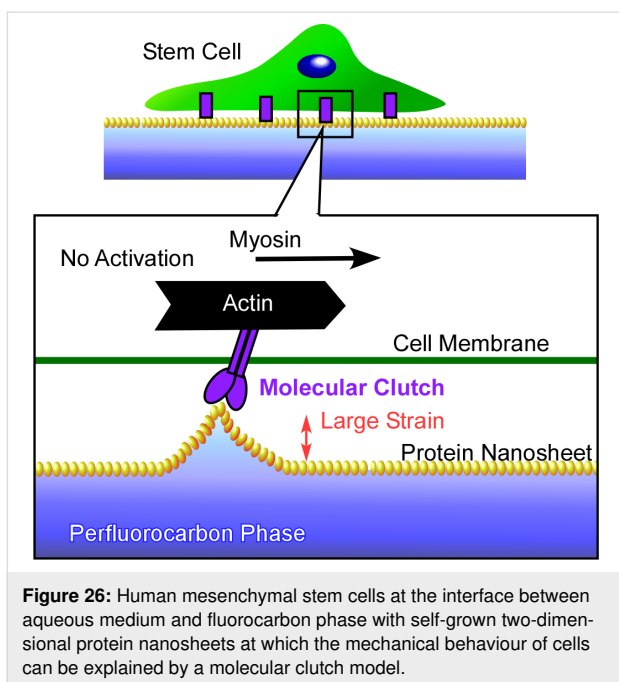 Stem Cell
Myosin
No Activation
Actin
Cell Membrane
Molecular Clutch
Large Strain
Protein Nanosheet
Perfluorocarbon Phase
Figure 26: Human mesenchymal stem cells at the interface between
aqueous medium and fluorocarbon phase with self-grown two-dimen-
sional protein nanosheets at which the mechanical behaviour of cells
can be explained by a molecular clutch model.